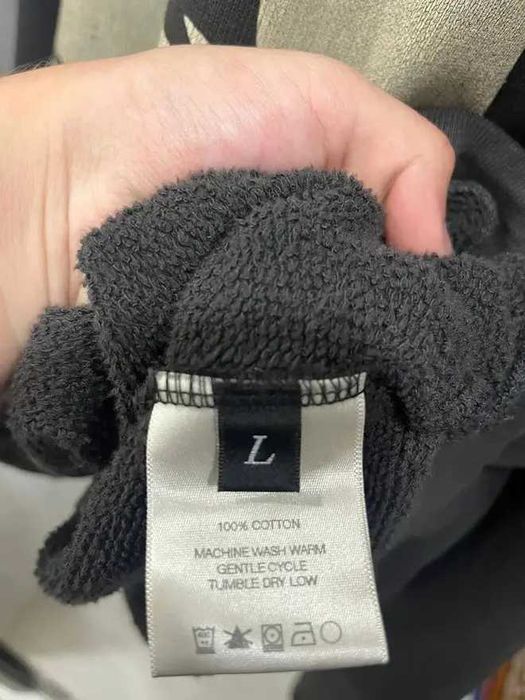 L
100% COTTON
MACHINE WASH WARM
GENTLE CYCLE
TUMBLE DRY LOW